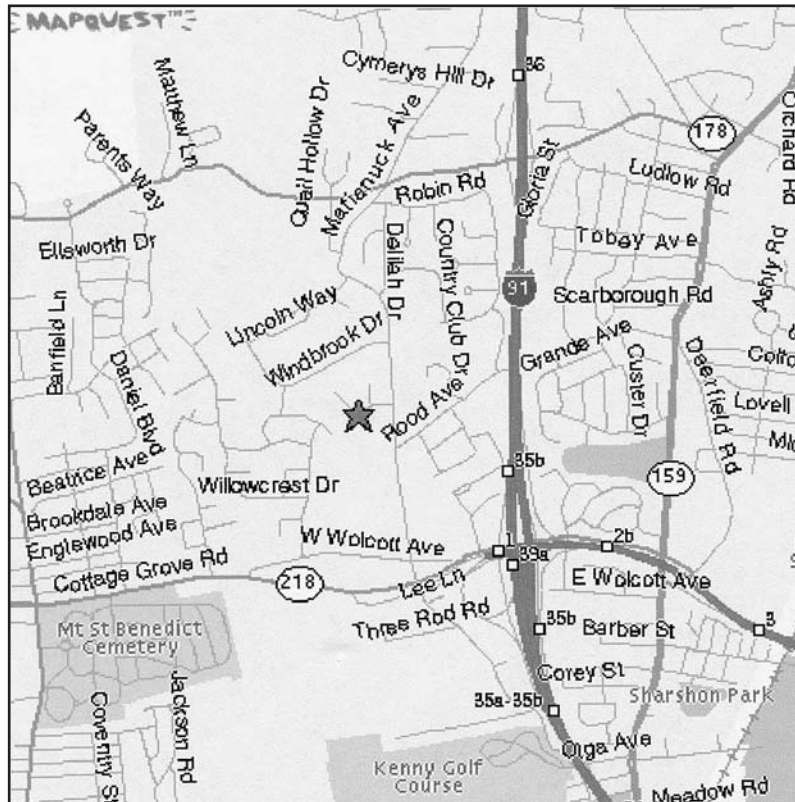 MAPQUEST™
36
Cymerys Hill Dr
Matthew Ln
Quail Hollow Dr
Matianuck Ave
Parents Way
178
Orchard Rd
Ludlow Rd
Robin Rd
Gloria St
Ellsworth Dr
Delilah Dr
Country Club Dr
Tobey Ave
Ashly Rd
91
Scarborough Rd
Lincoln Way
Banfield Ln
Windbrook Dr
Grande Ave
Custer Dr
Deerfield Rd
Daniel Blvd
Rood Ave
Lovell
Beatrice Ave
35b
159
Willowcrest Dr
Brookdale Ave
Englewood Ave
W Wolcott Ave
1
39a
2b
Cottage Grove Rd
218
Lee Ln
E Wolcott Ave
Three Rod Rd
35b
Barber St
3
Mt St Benedict
Cemetery
Corey St
Sharshon Park
Jackson Rd
Coventry St
35a-35b
Olga Ave
Kenny Golf
Course
Meadow Rd